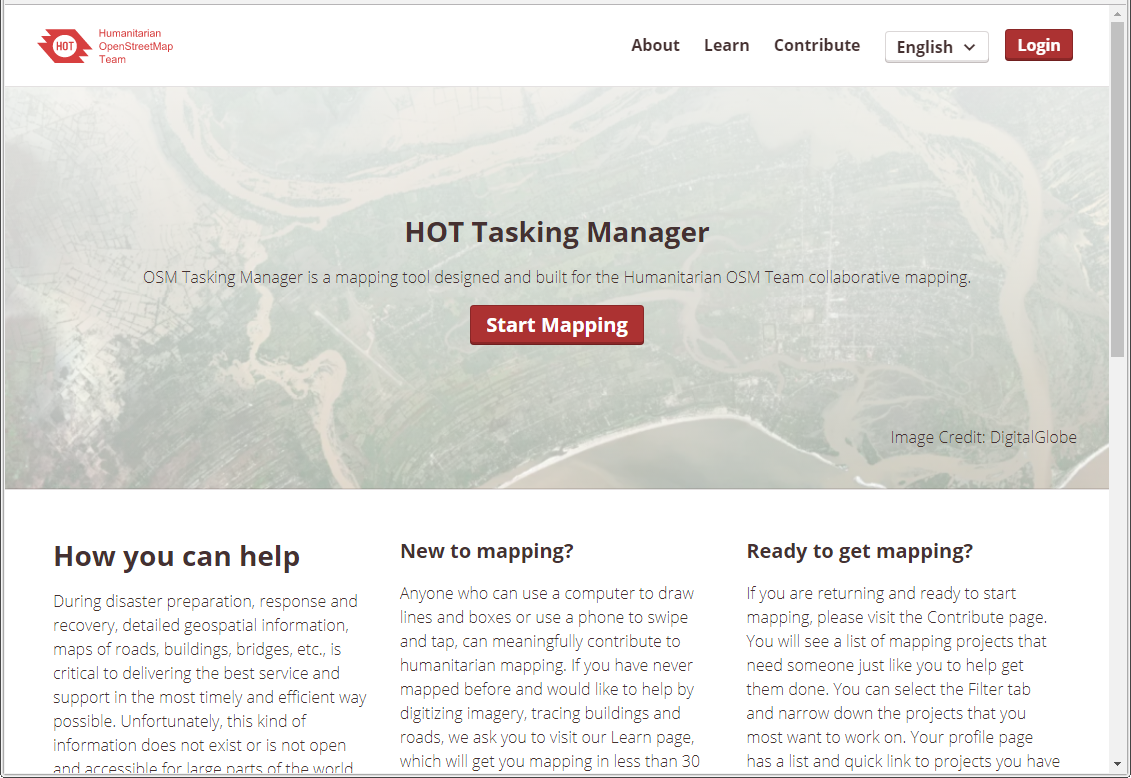 HOT
Humanitarian
OpenStreetMap
Team
About
Learn
Contribute
English
Login
HOT Tasking Manager
OSM Tasking Manager is a mapping tool designed and built for the Humanitarian OSM Team collaborative mapping.
Start Mapping
Image Credit: DigitalGlobe
How you can help
During disaster preparation, response and
recovery, detailed geospatial information,
maps of roads, buildings, bridges, etc., is
critical to delivering the best service and
support in the most timely and efficient way
possible. Unfortunately, this kind of
information does not exist or is not open
and accessible for large parts of the world
New to mapping?
Anyone who can use a computer to draw
lines and boxes or use a phone to swipe
and tap, can meaningfully contribute to
humanitarian mapping. If you have never
mapped before and would like to help by
digitizing imagery, tracing buildings and
roads, we ask you to visit our Learn page,
which will get you mapping in less than 30
Ready to get mapping?
If you are returning and ready to start
mapping, please visit the Contribute page.
You will see a list of mapping projects that
need someone just like you to help get
them done. You can select the Filter tab
and narrow down the projects that you
most want to work on. Your profile page
has a list and quick link to projects you have